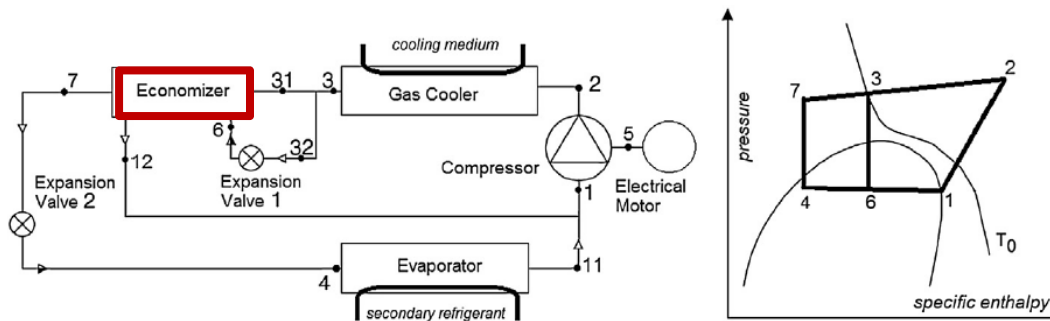 cooling medium
7
Economizer
31
3
Gas Cooler
2
6
32
12
Expansion
Valve 1
Compressor
5
Electrical
Motor
1
Expansion
Valve 2
4
Evaporator
11
secondary refrigerant
pressure
7
3
2
4
6
1
T0
specific enthalpy